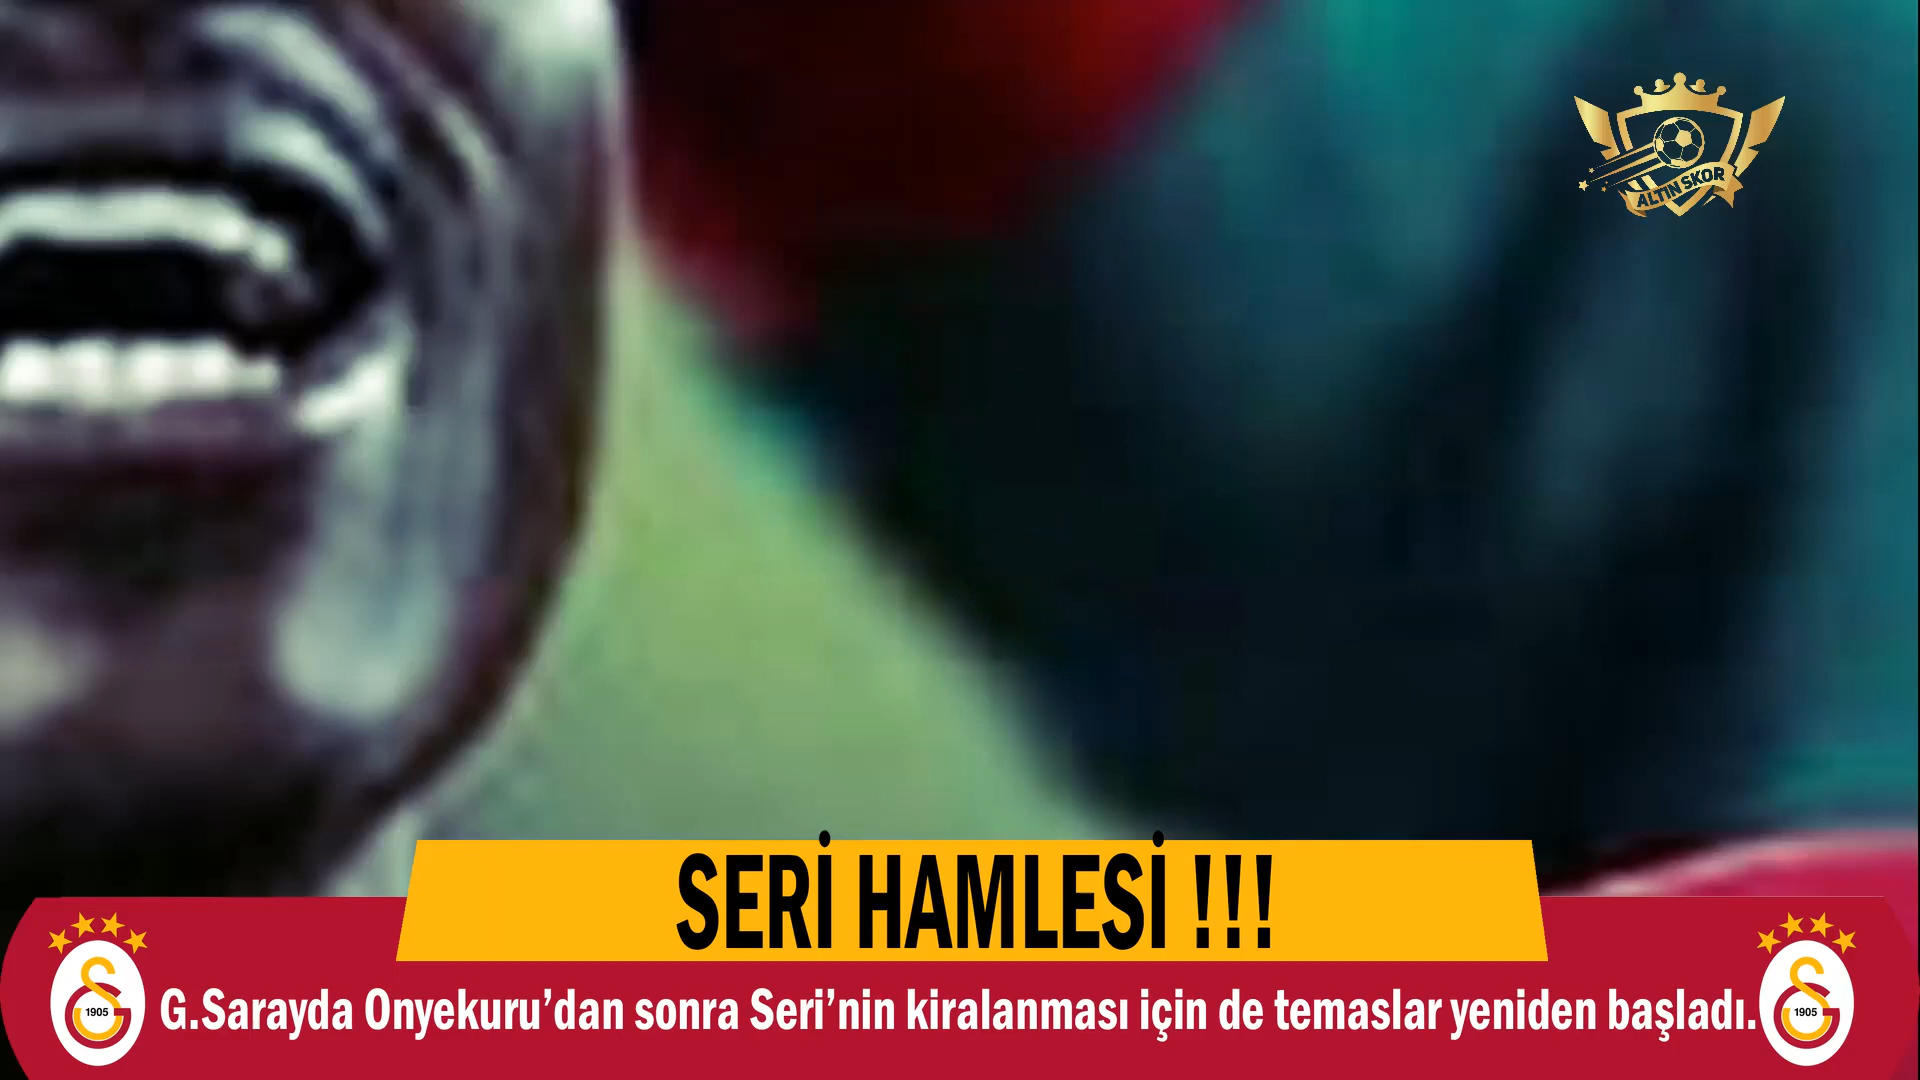 ALTIN SKOR
SERİ HAMLESİ !!!
G.Sarayda Onyekuru’dan sonra Seri’nin kiralanması için de temaslar yeniden başladı.
1905
1905